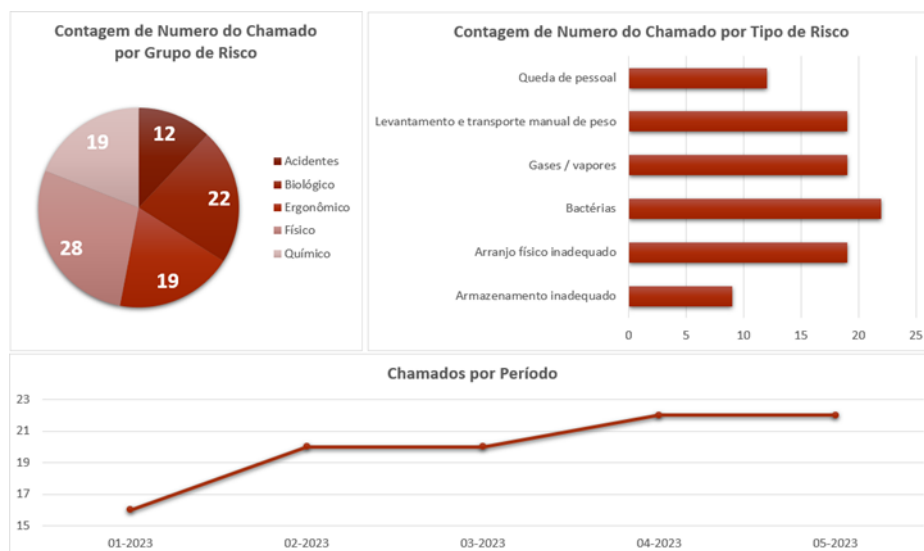 Contagem de Numero do Chamado
por Grupo de Risco
12
22
19
28
19
Acidentes
Biológico
Ergonômico
Físico
Químico
Contagem de Numero do Chamado por Tipo de Risco
Queda de pessoal
Levantamento e transporte manual de peso
Gases / vapores
Bactérias
Arranjo físico inadequado
Armazenamento inadequado
0 5 10 15 20 25
Chamados por Período
23
21
19
17
15
01-2023 02-2023 03-2023 04-2023 05-2023